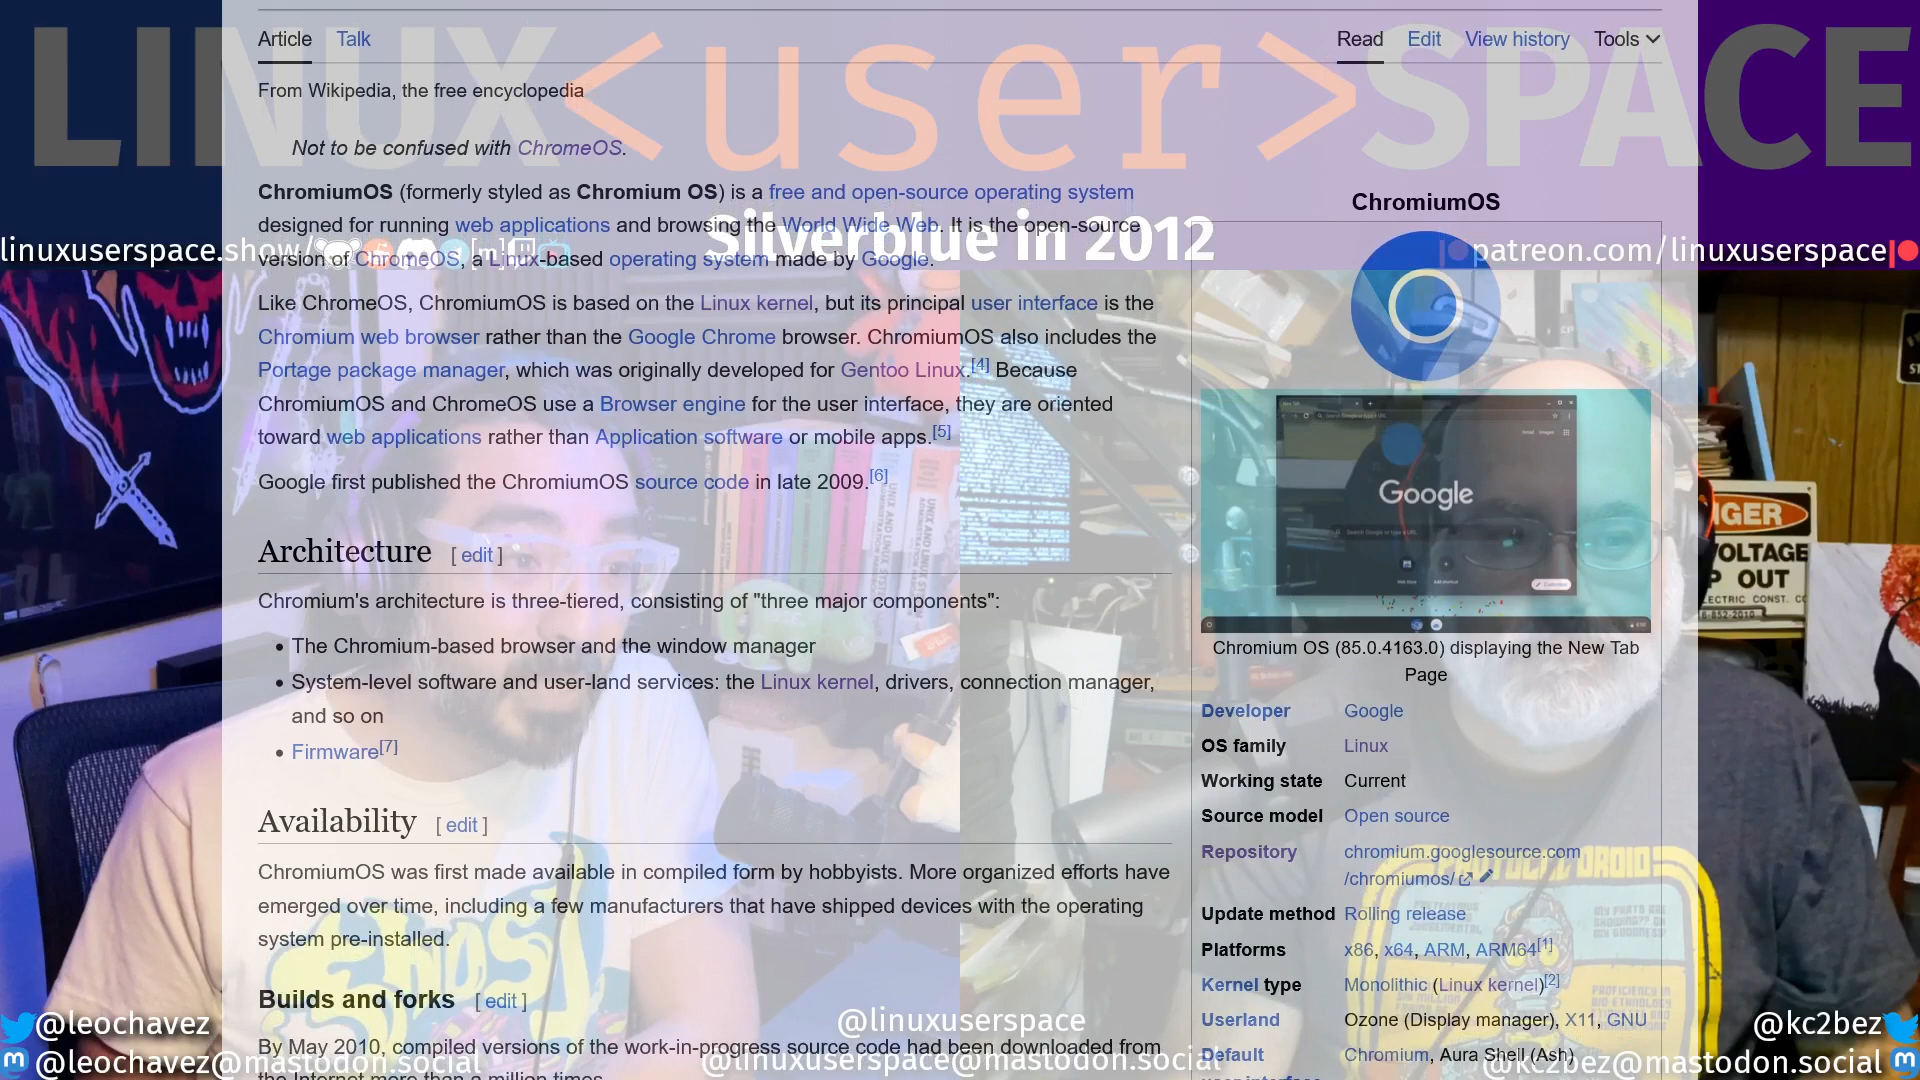 LINUX <user> SPACE
Article Talk
Read Edit View history Tools
From Wikipedia, the free encyclopedia
Not to be confused with ChromeOS.
ChromiumOS (formerly styled as Chromium OS) is a free and open-source operating system
designed for running web applications and browsing the World Wide Web. It is the open-source
version of ChromeOS, a Linux-based operating system made by Google.
Silverblue in 2012
linuxuserspace.show/
patreon.com/linuxuserspace
Like ChromeOS, ChromiumOS is based on the Linux kernel, but its principal user interface is the
Chromium web browser rather than the Google Chrome browser. ChromiumOS also includes the
Portage package manager, which was originally developed for Gentoo Linux.[4] Because
ChromiumOS and ChromeOS use a Browser engine for the user interface, they are oriented
toward web applications rather than Application software or mobile apps.[5]
Google first published the ChromiumOS source code in late 2009.[6]
Architecture [ edit ]
Chromium's architecture is three-tiered, consisting of "three major components":
• The Chromium-based browser and the window manager
• System-level software and user-land services: the Linux kernel, drivers, connection manager,
and so on
• Firmware[7]
Availability [ edit ]
ChromiumOS was first made available in compiled form by hobbyists. More organized efforts have
emerged over time, including a few manufacturers that have shipped devices with the operating
system pre-installed.
Builds and forks [ edit ]
By May 2010, compiled versions of the work-in-progress source code had been downloaded from
the Internet more than a million times.
ChromiumOS
Google
Chromium OS (85.0.4163.0) displaying the New Tab
Page
Developer Google
OS family Linux
Working state Current
Source model Open source
Repository chromium.googlesource.com
/chromiumos/
Update method Rolling release
Platforms x86, x64, ARM, ARM64[1]
Kernel type Monolithic (Linux kernel)[2]
Userland Ozone (Display manager), X11, GNU
Default Chromium, Aura Shell (Ash)
user interface
VOLTAGE
OUT
@leochavez
@leochavez@mastodon.social
@linuxuserspace
@linuxuserspace@mastodon.social
@kc2bez
@kc2bez@mastodon.social